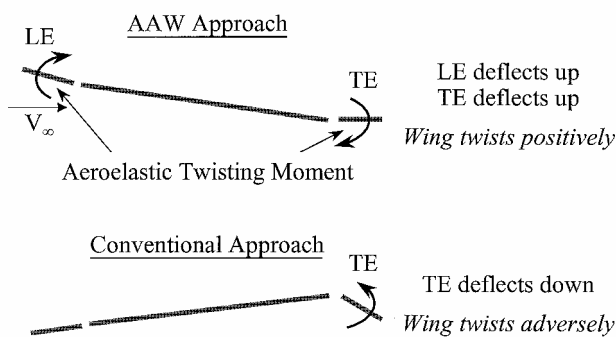 AAW Approach
LE
TE
LE deflects up
TE deflects up
V∞
Wing twists positively
Aeroelastic Twisting Moment
Conventional Approach
TE
TE deflects down
Wing twists adversely